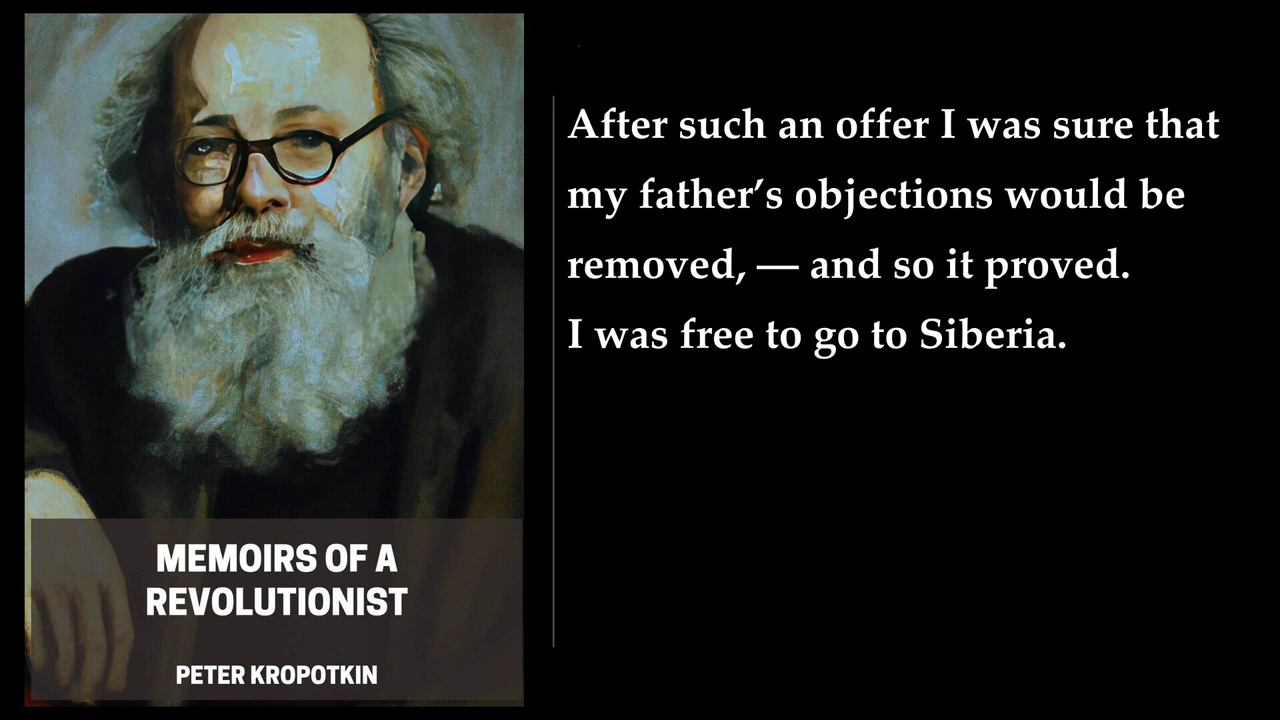 After such an offer I was sure that
my father’s objections would be
removed, — and so it proved.
I was free to go to Siberia.
MEMOIRS OF A
REVOLUTIONIST
PETER KROPOTKIN